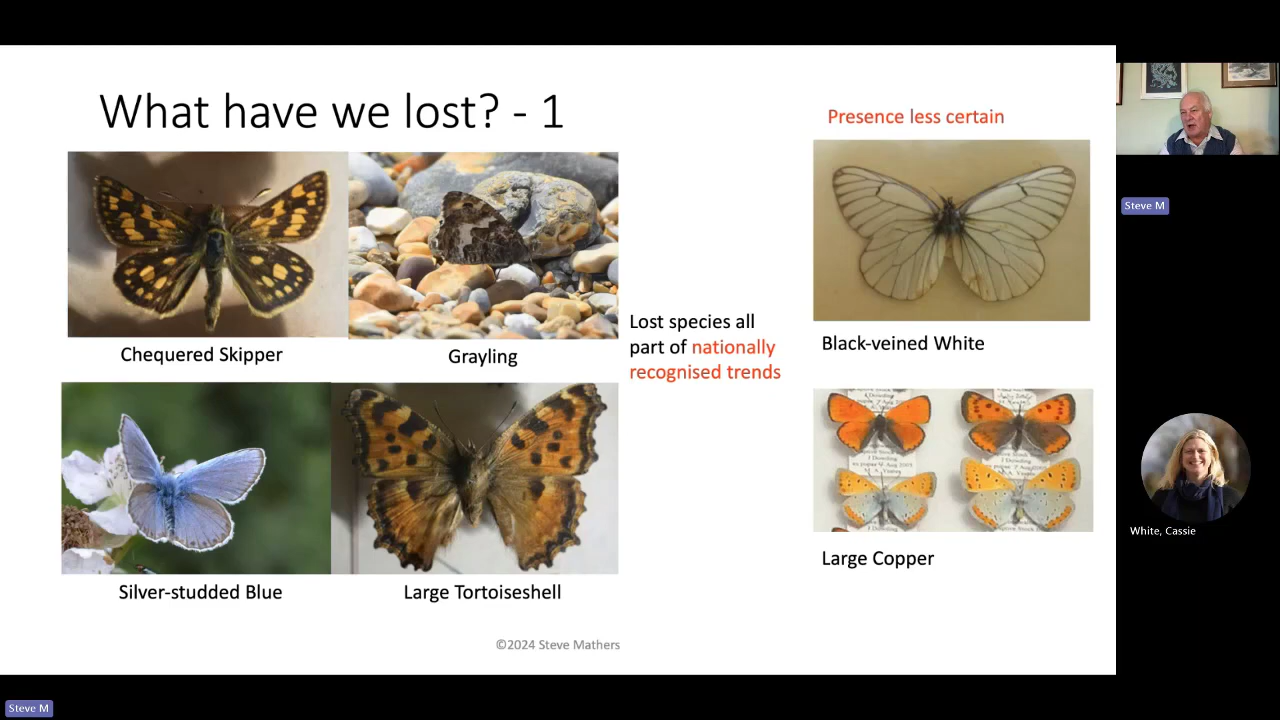 What have we lost? - 1
Presence less certain
Chequered Skipper
Grayling
Lost species all
part of nationally
recognised trends
Black-veined White
Silver-studded Blue
Large Tortoiseshell
Large Copper
©2024 Steve Mathers
Steve M
White, Cassie
Steve M